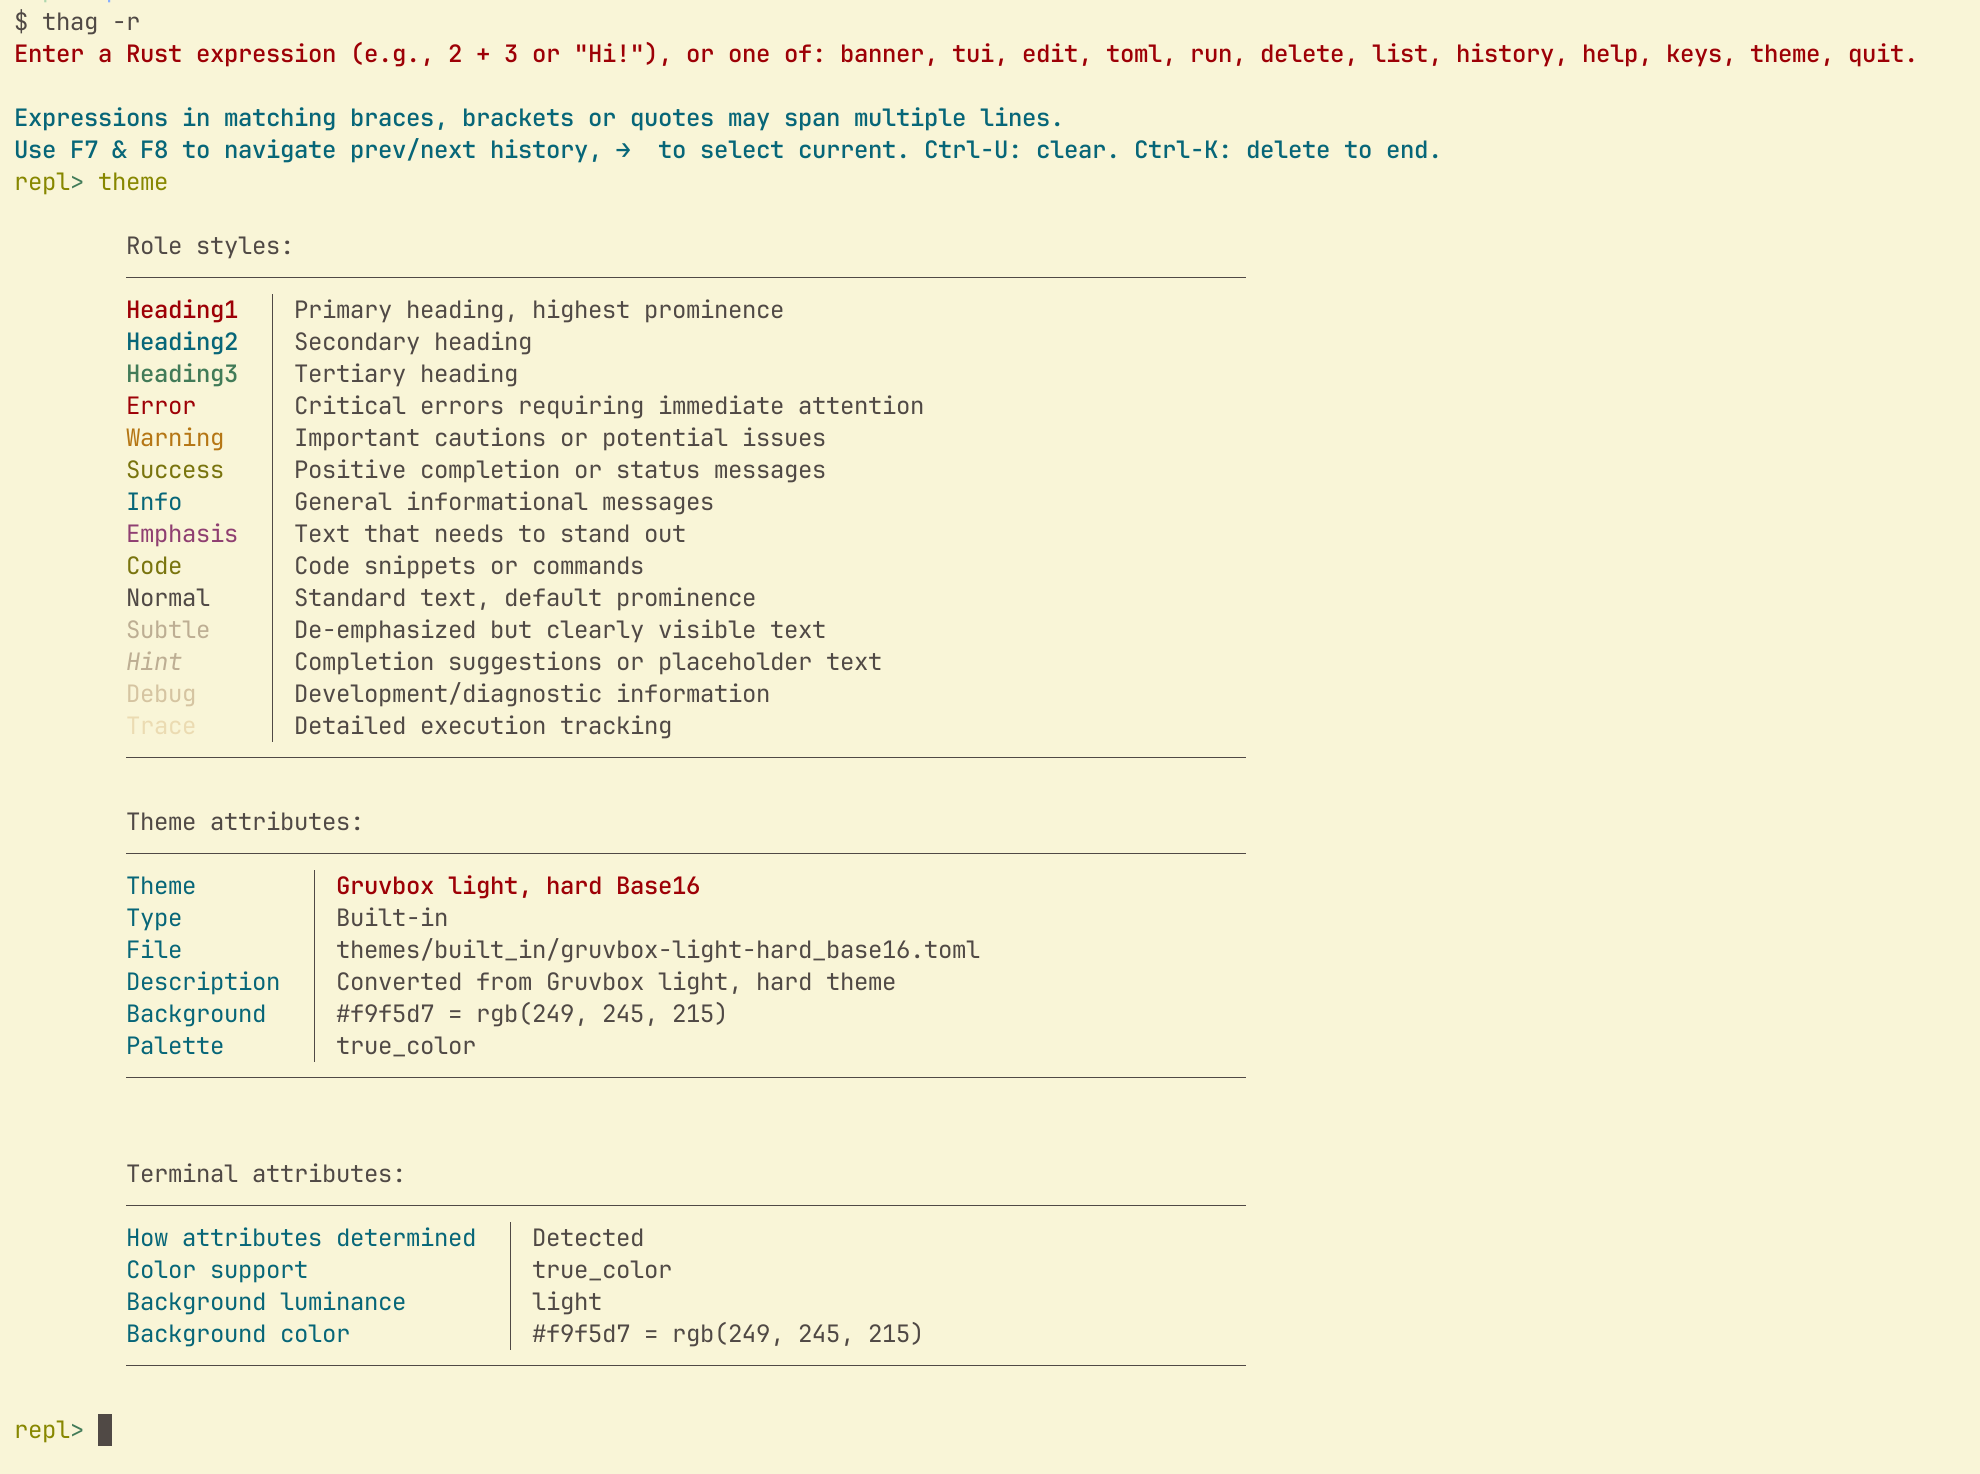 $ thag -r
Enter a Rust expression (e.g., 2 + 3 or "Hi!"), or one of: banner, tui, edit, toml, run, delete, list, history, help, keys, theme, quit.
Expressions in matching braces, brackets or quotes may span multiple lines.
Use F7 & F8 to navigate prev/next history, → to select current. Ctrl-U: clear. Ctrl-K: delete to end.
repl> theme
Role styles:
Heading1 Primary heading, highest prominence
Heading2 Secondary heading
Heading3 Tertiary heading
Error Critical errors requiring immediate attention
Warning Important cautions or potential issues
Success Positive completion or status messages
Info General informational messages
Emphasis Text that needs to stand out
Code Code snippets or commands
Normal Standard text, default prominence
Subtle De-emphasized but clearly visible text
Hint Completion suggestions or placeholder text
Debug Development/diagnostic information
Trace Detailed execution tracking
Theme attributes:
Theme Gruvbox light, hard Base16
Type Built-in
File themes/built_in/gruvbox-light-hard_base16.toml
Description Converted from Gruvbox light, hard theme
Background #f9f5d7 = rgb(249, 245, 215)
Palette true_color
Terminal attributes:
How attributes determined Detected
Color support true_color
Background luminance light
Background color #f9f5d7 = rgb(249, 245, 215)
repl>